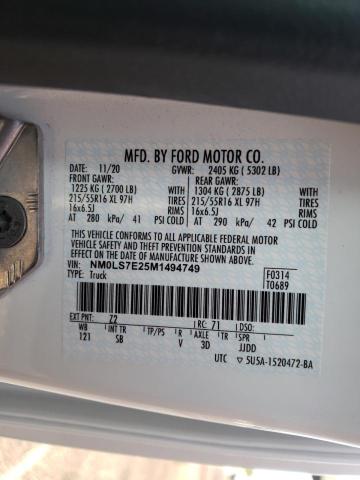 MFD. BY FORD MOTOR CO.
DATE: 11/20 GVWR: 2405 KG ( 5302 LB)
FRONT GAWR: REAR GAWR:
1225 KG ( 2700 LB) WITH 1304 KG ( 2875 LB) WITH
215/55R16 XL 97H TIRES 215/55R16 XL 97H TIRES
16x6.5J RIMS 16x6.5J RIMS
AT 280 kPa/ 41 PSI COLD AT 290 kPa/ 42 PSI COLD
THIS VEHICLE CONFORMS TO ALL APPLICABLE FEDERAL MOTOR VEHICLE
SAFETY AND THEFT PREVENTION STANDARDS IN EFFECT ON THE DATE OF
MANUFACTURE SHOWN ABOVE.
VIN: NM0LS7E25M1494749
TYPE: Truck
F0314
T0689
EXT PNT: Z2 RC: 71 DSO:
WB INT TR TP/PS R AXLE TR SPR
121 SB V 3D JJDD
UTC 5U5A-1520472-BA